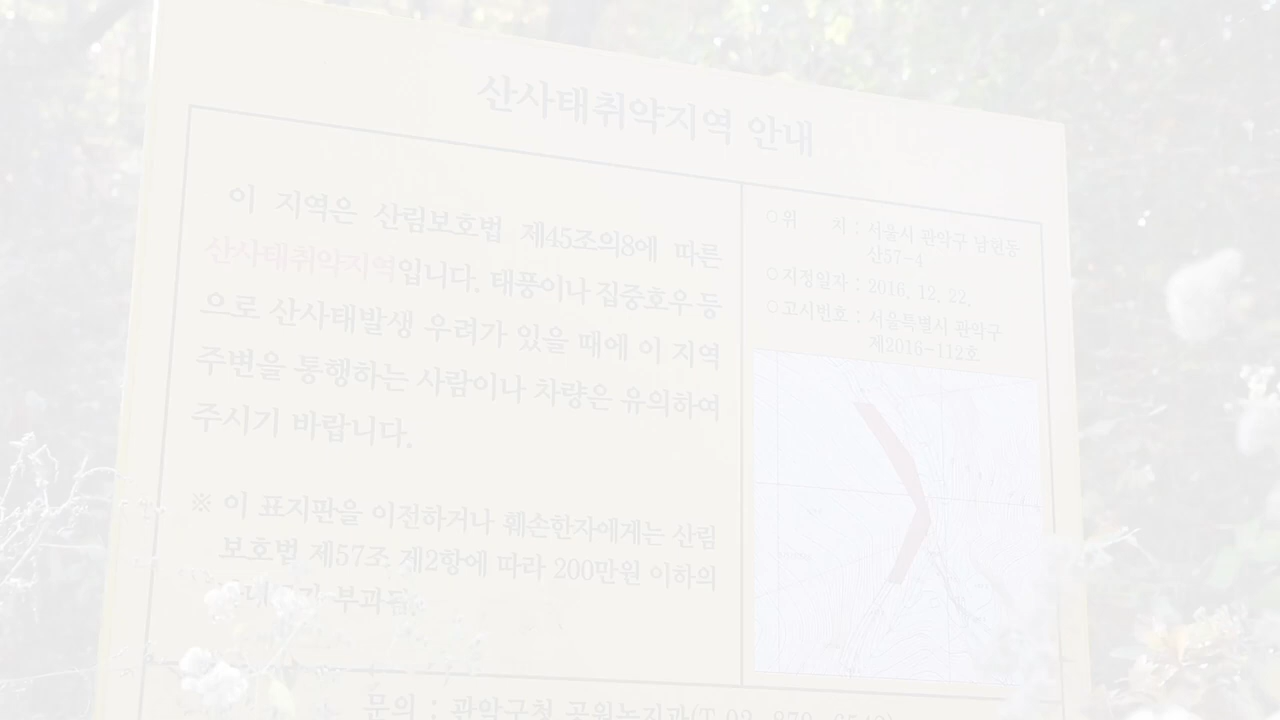 산사태취약지역 안내
이 지역은 산림보호법 제45조의8에 따른
산사태취약지역입니다. 태풍이나 집중호우 등
으로 산사태발생 우려가 있을 때에 이 지역
주변을 통행하는 사람이나 차량은 유의하여
주시기 바랍니다.
※ 이 표지판을 이전하거나 훼손한자에게는 산림
보호법 제57조 제2항에 따라 200만원 이하의
부과됨.
○위 치 : 서울시 관악구 남현동
산57-4
○지정일자 : 2016. 12. 22.
○고시번호 : 서울특별시 관악구
제2016-112호
문의 : 관악구청 공원녹지과(T.02